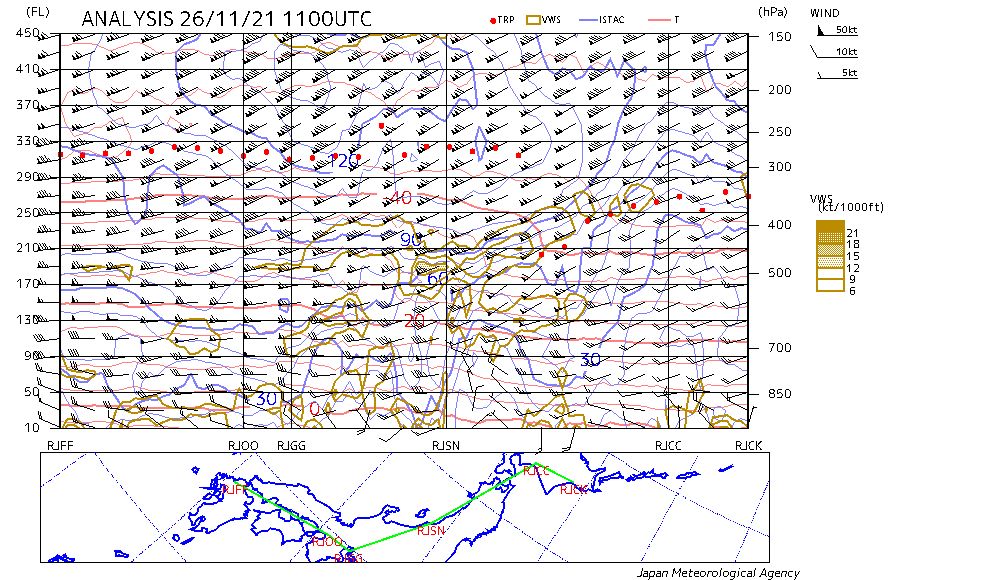 (FL) ANALYSIS 26/11/21 1100UTC TRP VWS ISTAC T (hPa) WIND
450 150 50kt
410 10kt
5kt
370 200
330 250
120
290 300
-40
250 400
90
210 500
60
170
130 20
90 700
30
50 30 0 850
10
VWS
(kt/1000ft)
21
18
15
12
9
6
RJFF RJOO RJGG RJSN RJCC RJCK
RJCC
RJFF RJCK
RJSN
RJOO
RJGG
Japan Meteorological Agency